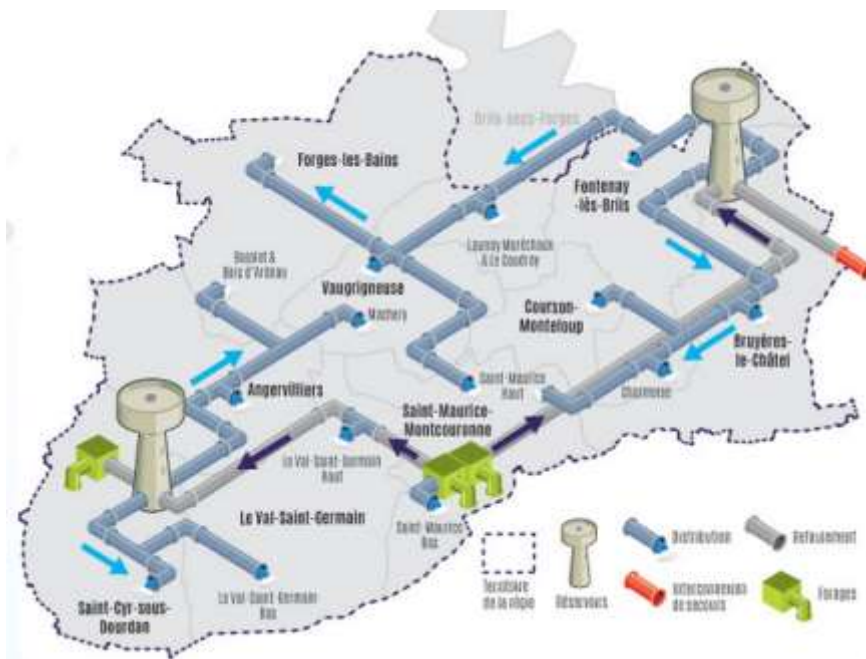 Briis-sous-Forges
Forges-les-Bains
Fontenay
-lès-Briis
Launay Maréchaux
& Le Coudray
Vaugrigneuse
Machery
Courson-
Monteloup
Bruyères-
le-Châtel
Angervilliers
Saint-Maurice
Haut
Charmoise
Saint-Maurice-
Montcouronne
Le Val-Saint-Germain
Haut
Le Val-Saint-Germain
Saint-Maurice
Bas
Saint-Cyr-sous-
Dourdan
Le Val-Saint-Germain
Bas
Territoire
de la régie
Réservoirs
Distribution
Refoulement
Interconnexion
de secours
Forages